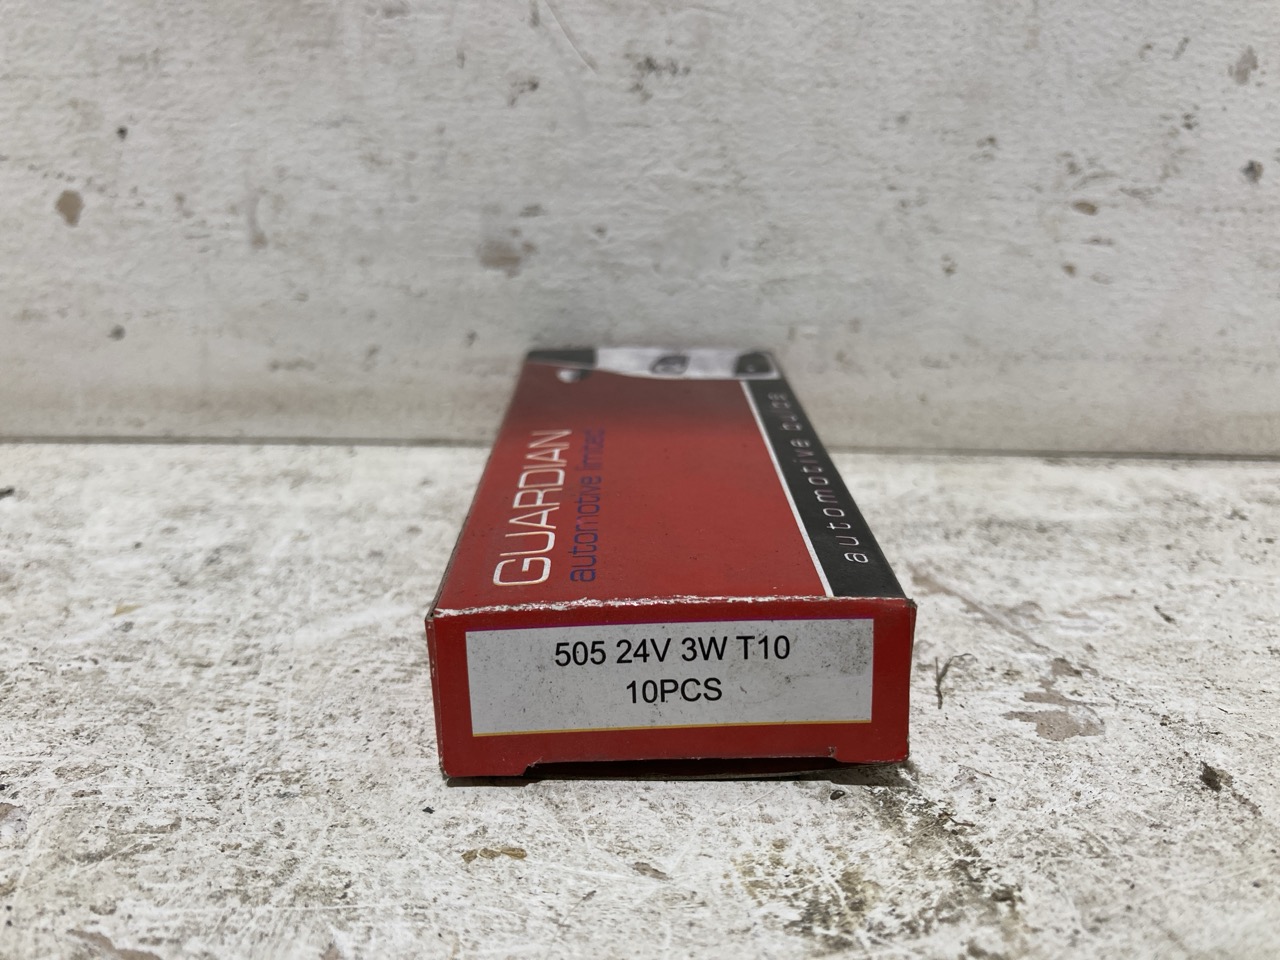 GUARDIAN
automotive limited
automotive bulbs
505 24V 3W T10
10PCS